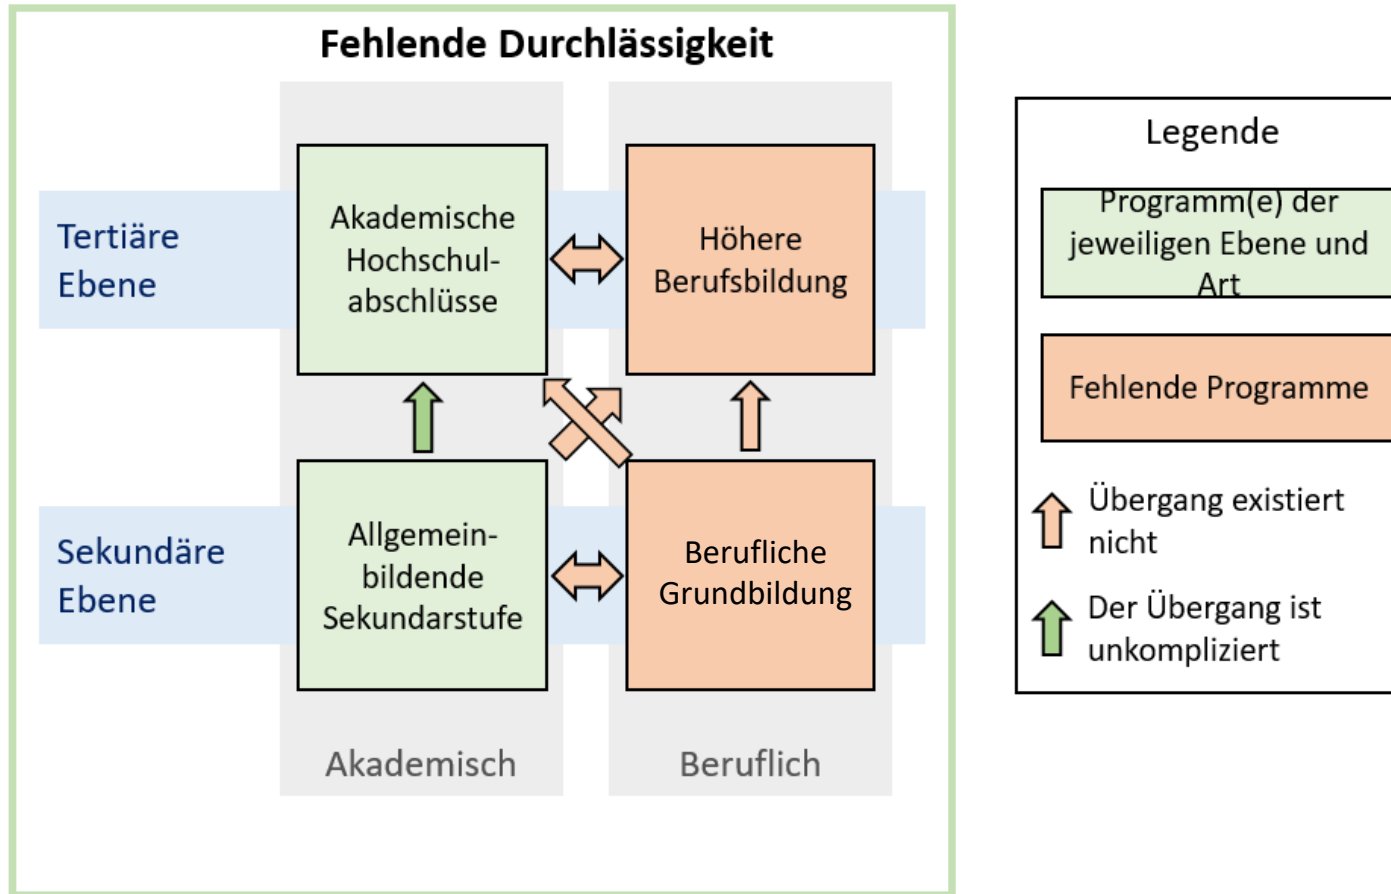 Fehlende Durchlässigkeit
Tertiäre
Ebene
Akademische
Hochschul-
abschlüsse
Höhere
Berufsbildung
Sekundäre
Ebene
Allgemein-
bildende
Sekundarstufe
Berufliche
Grundbildung
Akademisch
Beruflich
Legende
Programm(e) der
jeweiligen Ebene und
Art
Fehlende Programme
Übergang existiert
nicht
Der Übergang ist
unkompliziert